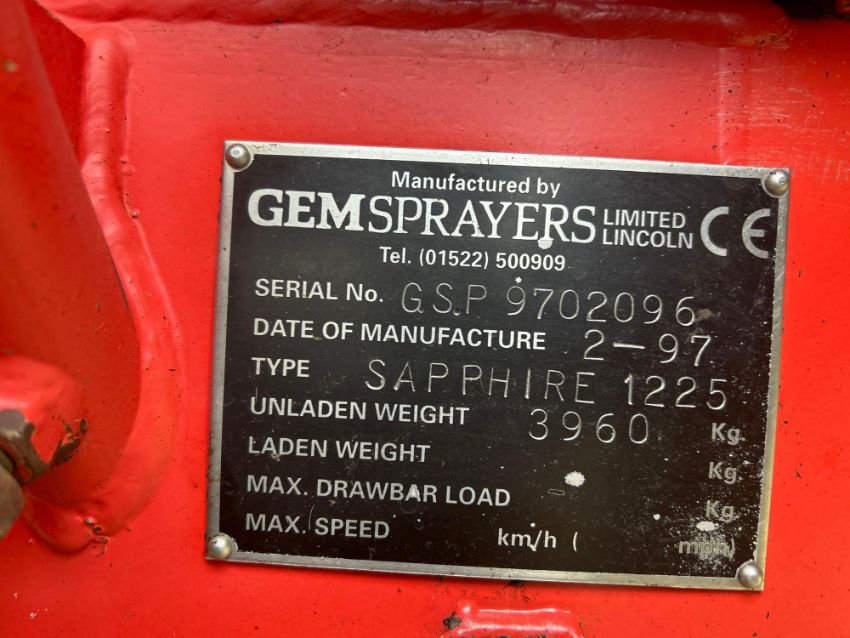 Manufactured by
GEMSPRAYERS LIMITED LINCOLN CE
Tel. (01522) 500909
SERIAL No. GSP 9702096
DATE OF MANUFACTURE 2-97
TYPE SAPPHIRE 1225
UNLADEN WEIGHT 3960 Kg
LADEN WEIGHT Kg
MAX. DRAWBAR LOAD Kg
MAX. SPEED km/h ( mph)